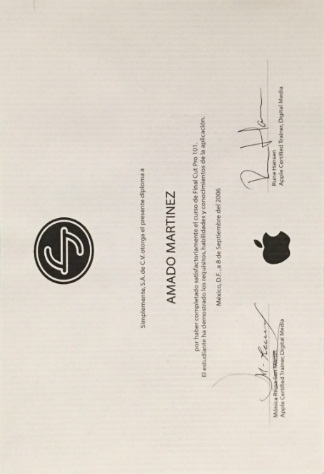 Simplemente, S.A. de C.V. otorga el presente diploma a
AMADO MARTINEZ
por haber completado satisfactoriamente el curso de Final Cut Pro 101.
El estudiante ha demostrado los requisitos, habilidades y conocimientos de la aplicación.
México, D.F., a 8 de Septiembre del 2006
Mónica
Apple Certified Trainer, Digital Media
Rune Hansen
Apple Certified Trainer, Digital Media